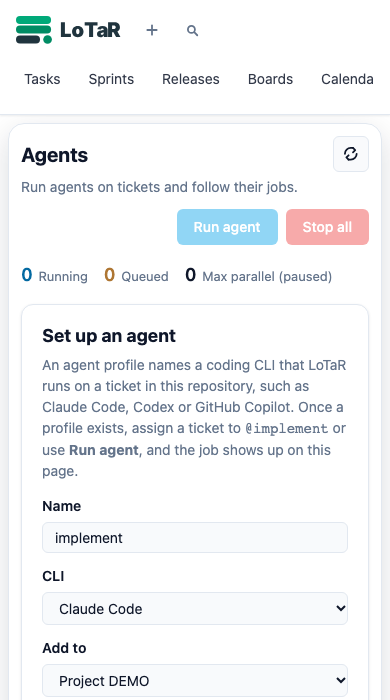 LoTaR
Tasks Sprints Releases Boards Calenda
Agents
Run agents on tickets and follow their jobs.
Run agent Stop all
0 Running 0 Queued 0 Max parallel (paused)
Set up an agent
An agent profile names a coding CLI that LoTaR
runs on a ticket in this repository, such as
Claude Code, Codex or GitHub Copilot. Once a
profile exists, assign a ticket to @implement or
use Run agent, and the job shows up on this
page.
Name
implement
CLI
Claude Code
Add to
Project DEMO